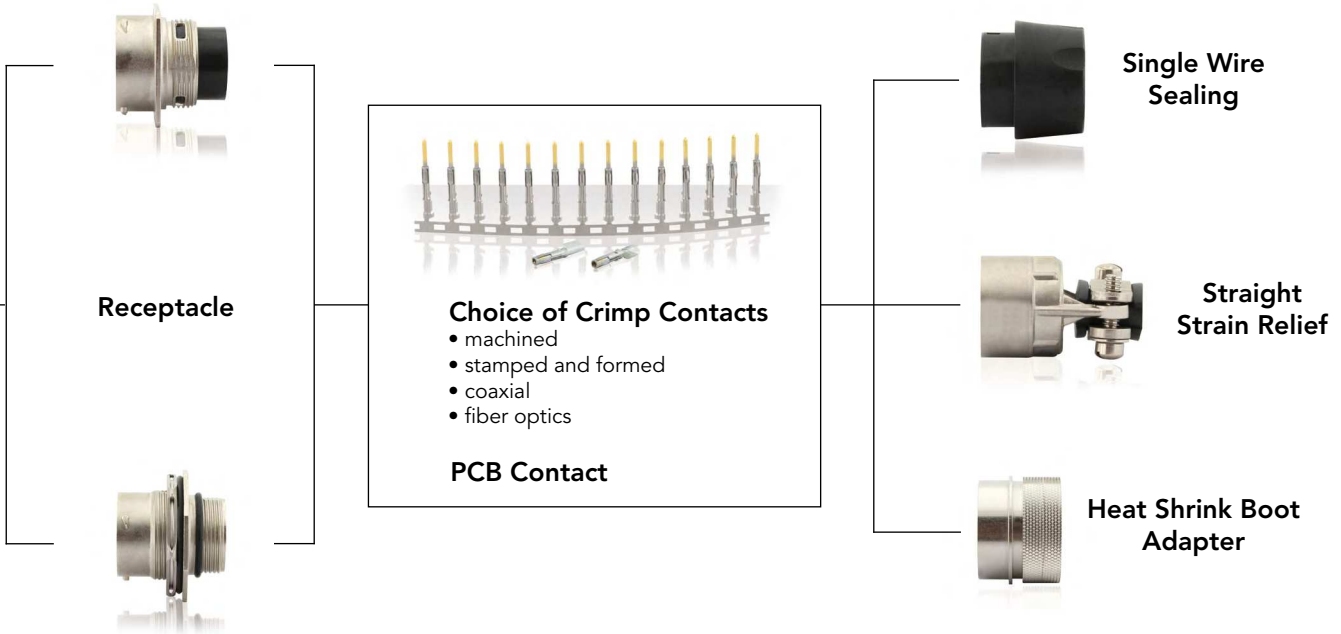 Receptacle
Choice of Crimp Contacts
• machined
• stamped and formed
• coaxial
• fiber optics
PCB Contact
Single Wire
Sealing
Straight
Strain Relief
Heat Shrink Boot
Adapter